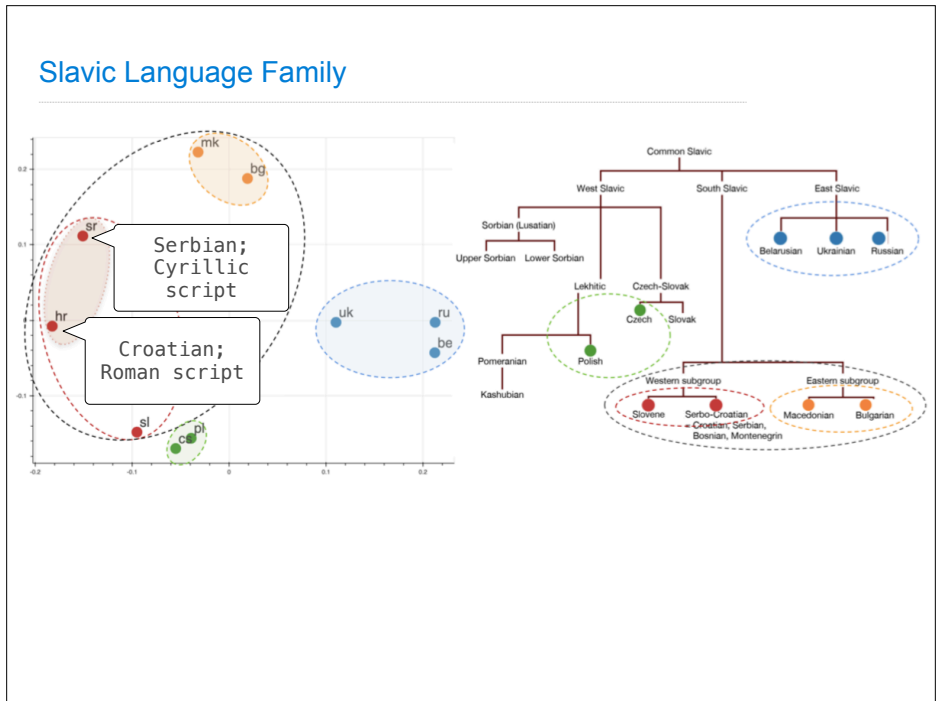 Slavic Language Family
mk
bg
0.2
sr
0.1
Serbian;
Cyrillic
script
hr
Croatian;
Roman script
uk
ru
be
-0.1
sl
cs
pl
-0.2
-0.1
0
0.1
0.2
Common Slavic
West Slavic
South Slavic
East Slavic
Sorbian (Lusatian)
Upper Sorbian
Lower Sorbian
Belarusian
Ukrainian
Russian
Lekhitic
Czech-Slovak
Czech
Slovak
Pomeranian
Polish
Kashubian
Western subgroup
Eastern subgroup
Slovene
Serbo-Croatian
= Croatian, Serbian,
Bosnian, Montenegrin
Macedonian
Bulgarian